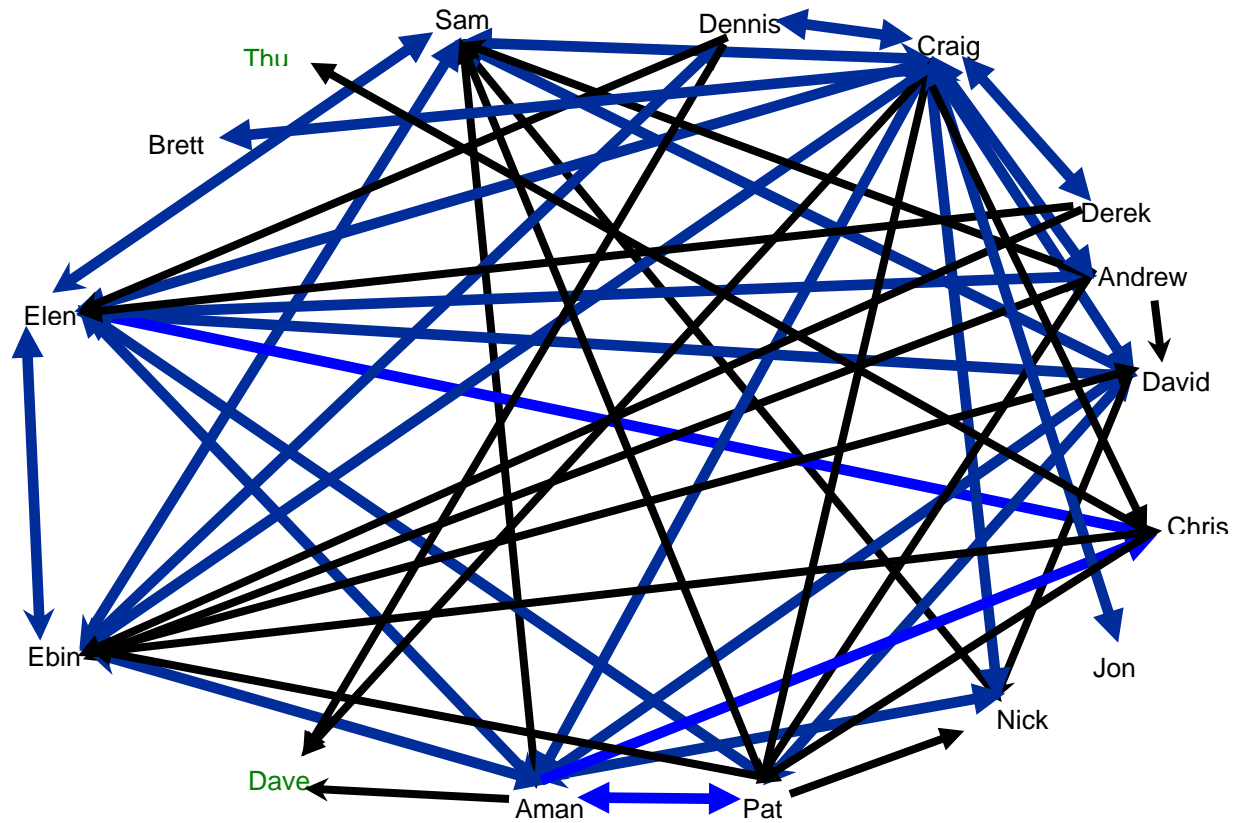 Sam
Dennis
Craig
Thu
Brett
Derek
Andrew
Elen
David
Chris
Ebin
Jon
Nick
Dave
Aman
Pat